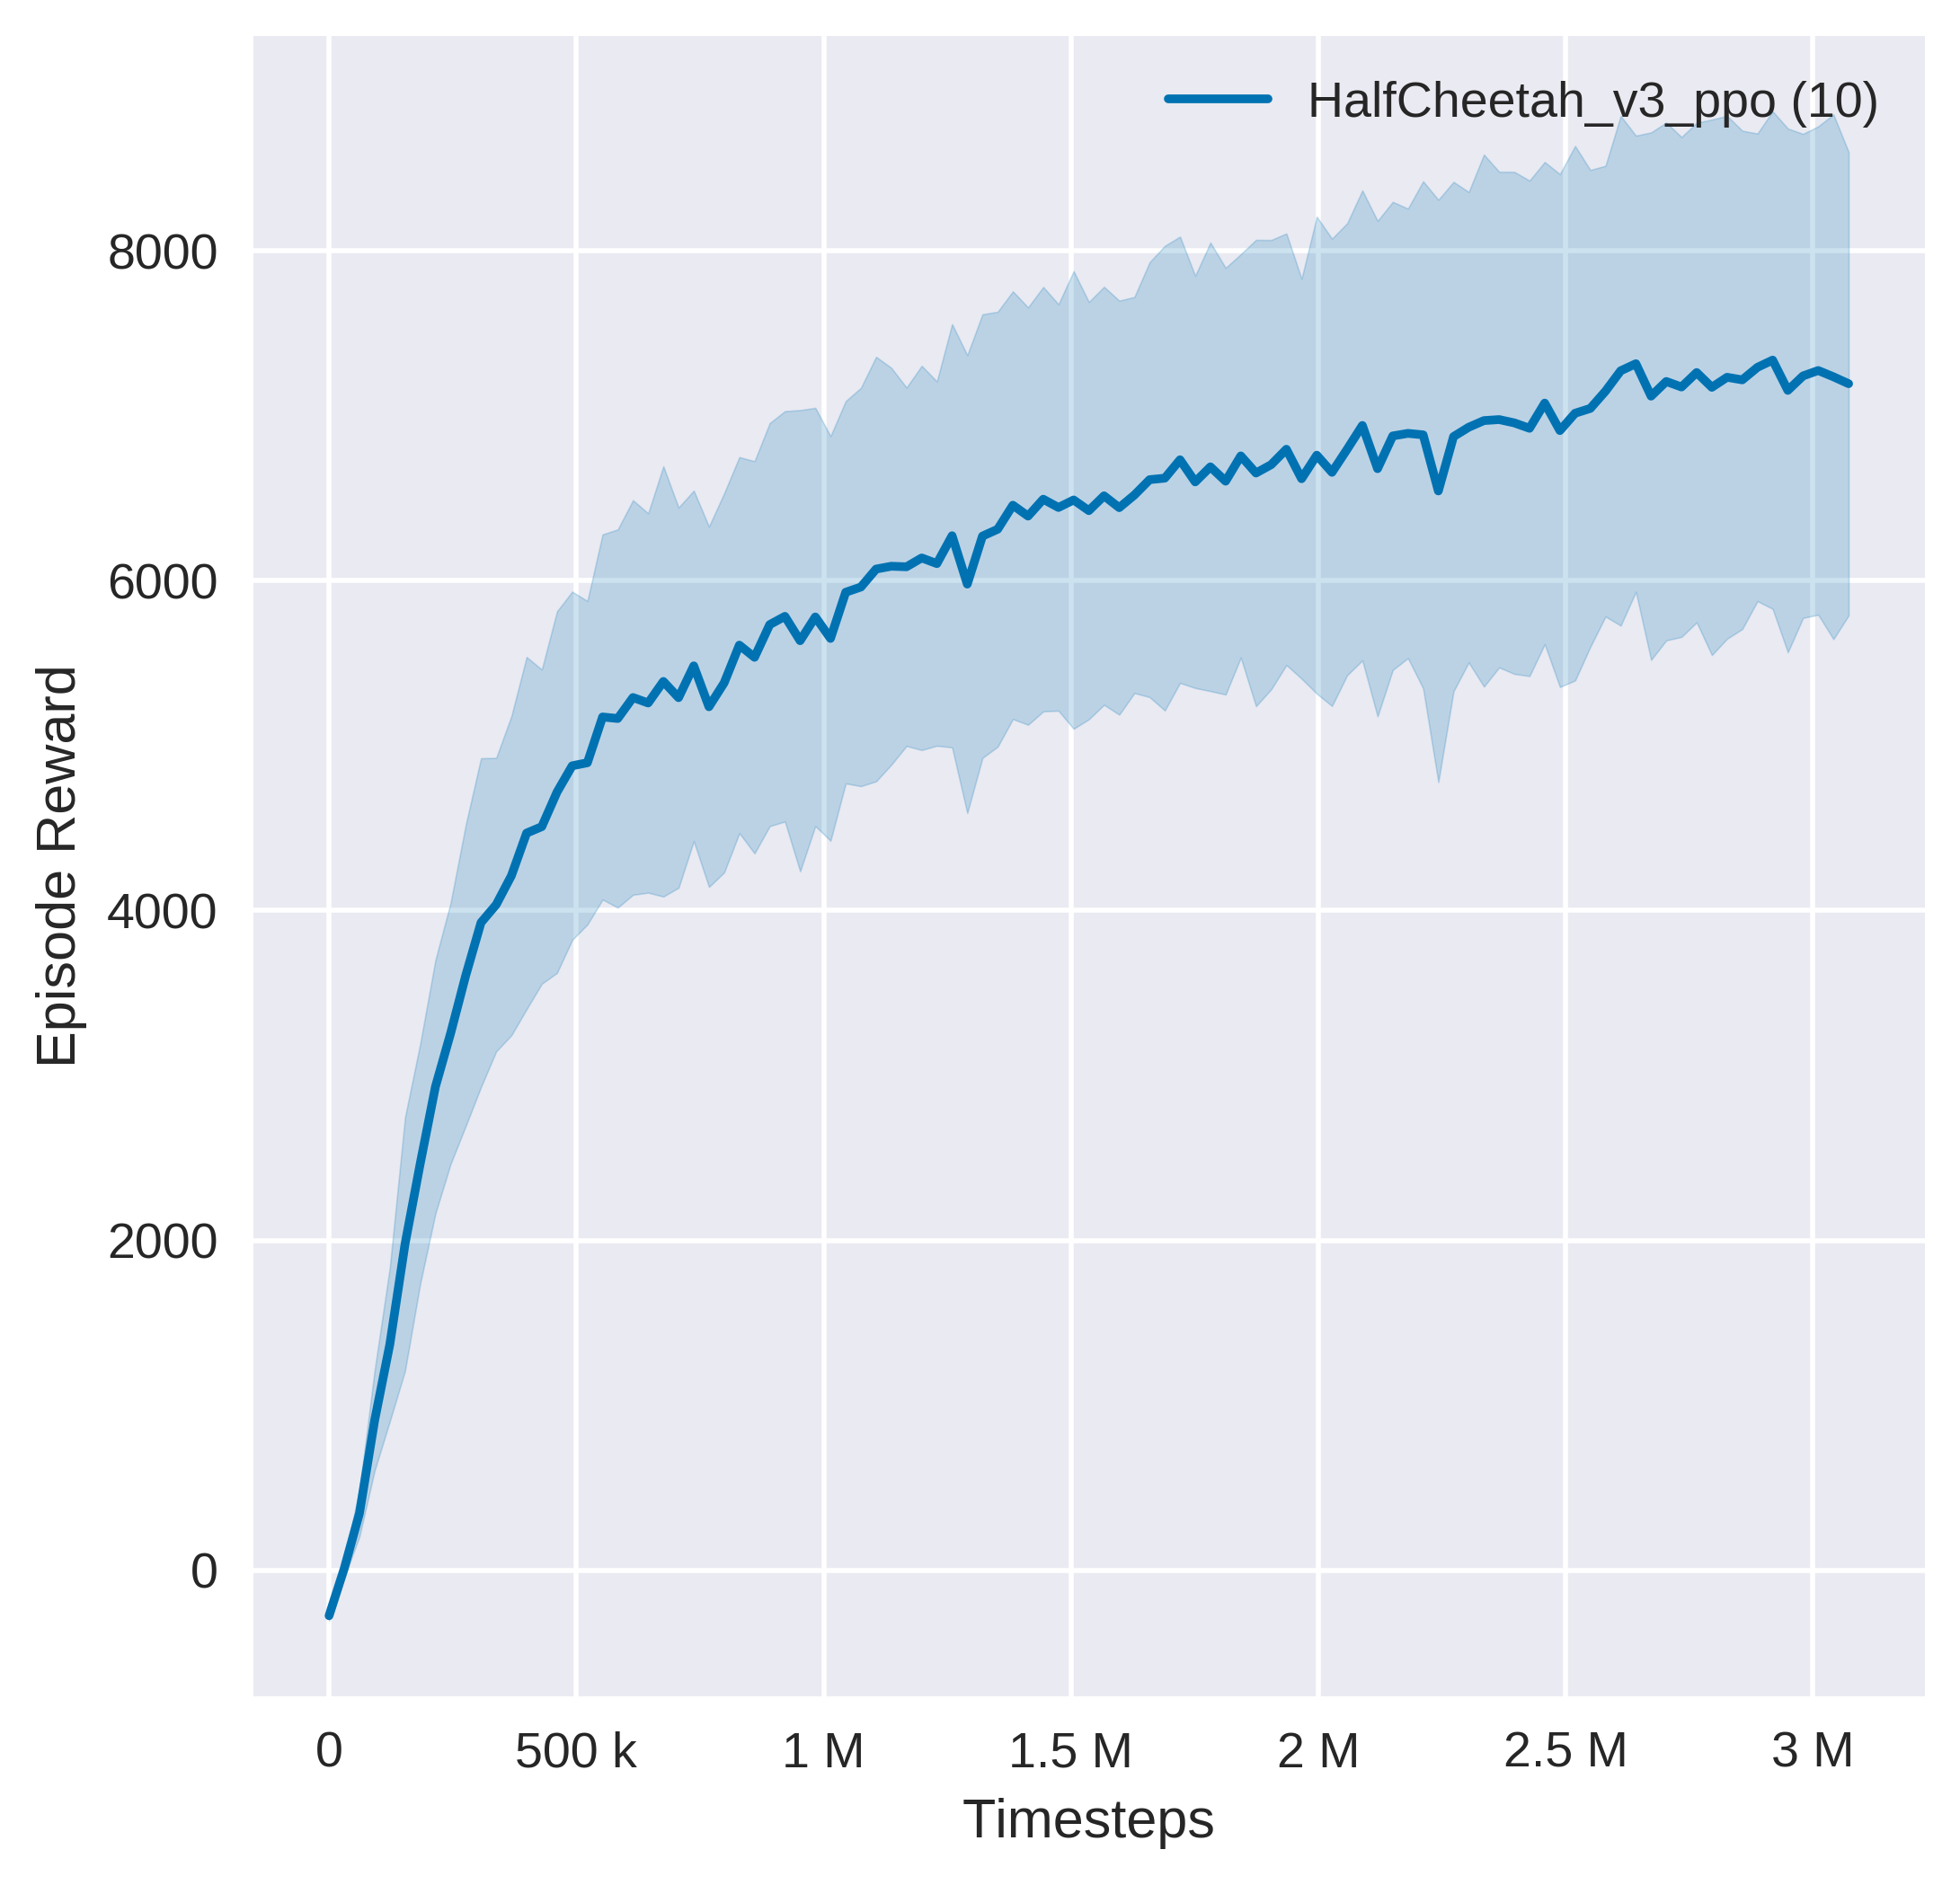 HalfCheetah_v3_ppo (10)
8000
6000
4000
2000
0
Episode Reward
0 500 k 1 M 1.5 M 2 M 2.5 M 3 M
Timesteps